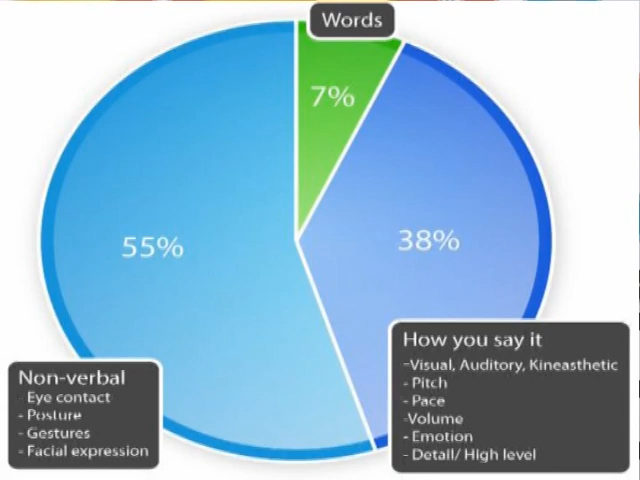 Words
7%
55%
38%
How you say it
-Visual, Auditory, Kineasthetic
- Pitch
- Pace
-Volume
- Emotion
- Detail/ High level
Non-verbal
- Eye contact
- Posture
- Gestures
- Facial expression